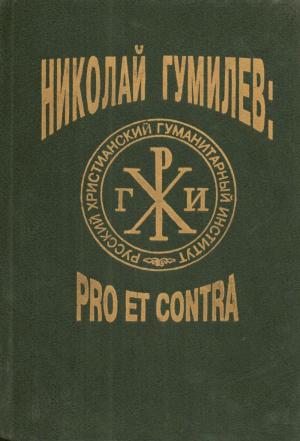 НИКОЛАЙ ГУМИЛЕВ:
РУССКИЙ ХРИСТИАНСКИЙ ГУМАНИТАРНЫЙ ИНСТИТУТ
Р
Г Х И
PRO ET CONTRA